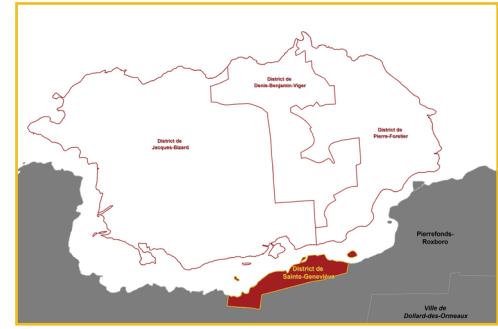 District de
Denis-Benjamin-Viger
District de
Jacques-Bizard
District de
Pierre-Foretier
Pierrefonds-
Roxboro
District de
Sainte-Geneviève
Ville de
Dollard-des-Ormeaux